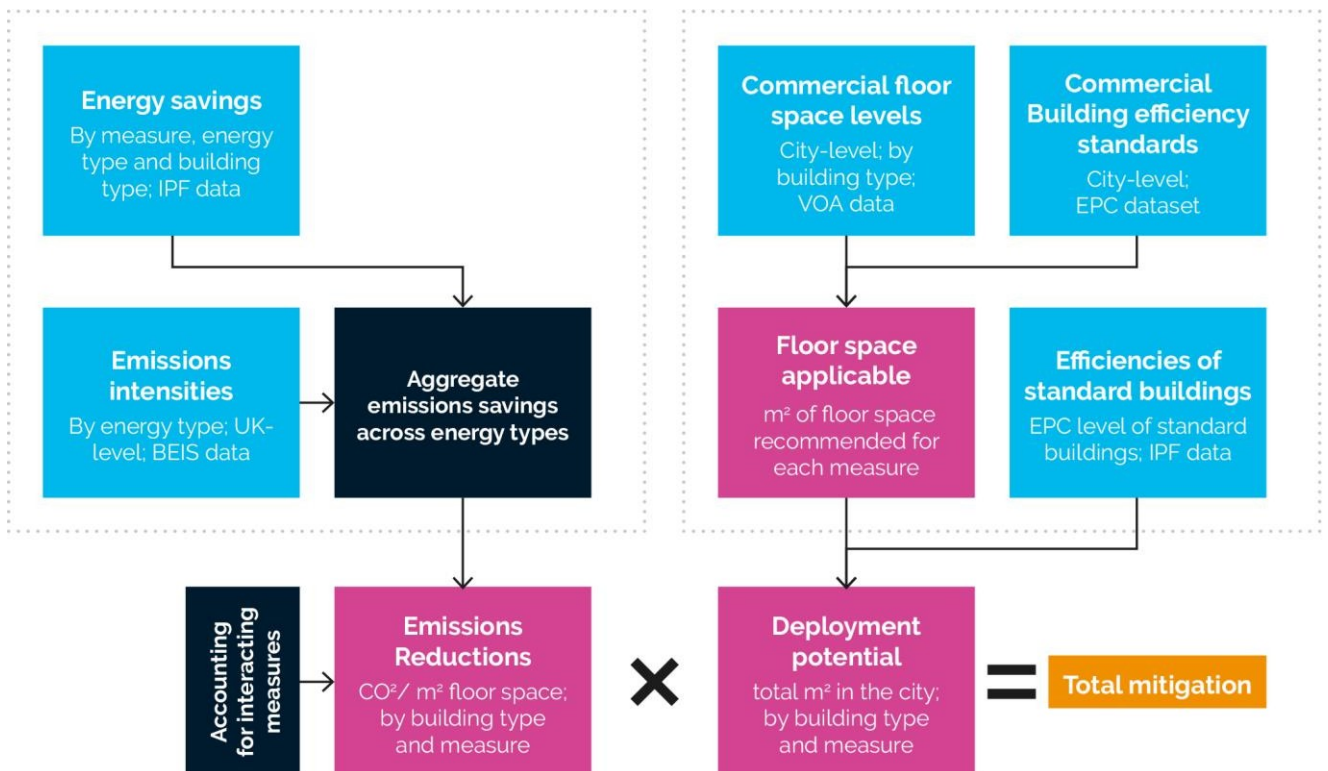 Energy savings
By measure, energy
type and building
type; IPF data
Commercial floor
space levels
City-level; by
building type;
VOA data
Commercial
Building efficiency
standards
City-level;
EPC dataset
Emissions
intensities
By energy type; UK-
level; BEIS data
Aggregate
emissions savings
across energy types
Floor space
applicable
m² of floor space
recommended for
each measure
Efficiencies of
standard buildings
EPC level of standard
buildings; IPF data
Accounting
for interacting
measures
Emissions
Reductions
CO²/ m² floor space;
by building type
and measure
×
Deployment
potential
total m² in the city;
by building type
and measure
=
Total mitigation